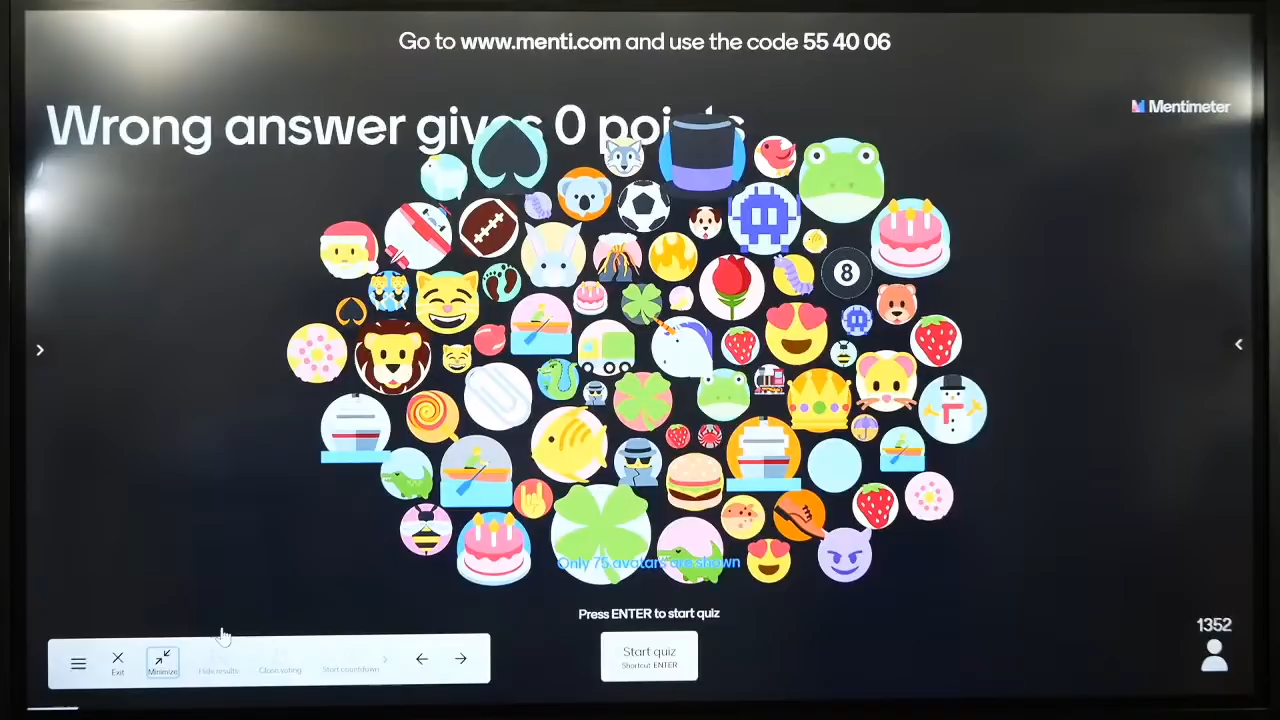 Go to www.menti.com and use the code 55 40 06
Mentimeter
Wrong answer gives 0 points
8
Only 75 avatars are shown
Press ENTER to start quiz
Start quiz
Shortcut ENTER
1352
Exit
Minimize
Hide results
Close voting
Start countdown